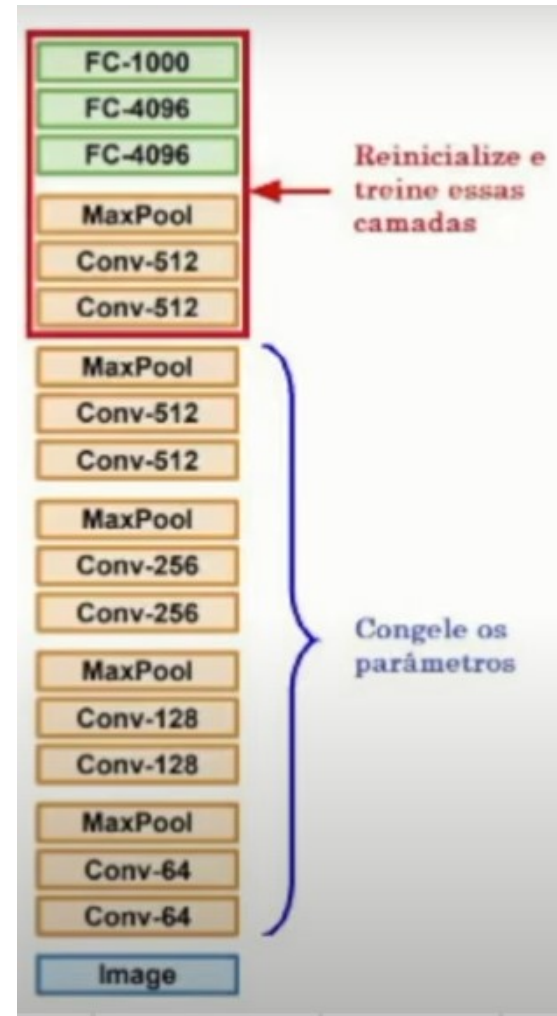 FC-1000
FC-4096
FC-4096
Reinicialize e
treine essas
camadas
MaxPool
Conv-512
Conv-512
MaxPool
Conv-512
Conv-512
MaxPool
Conv-256
Conv-256
Congele os
parâmetros
MaxPool
Conv-128
Conv-128
MaxPool
Conv-64
Conv-64
Image